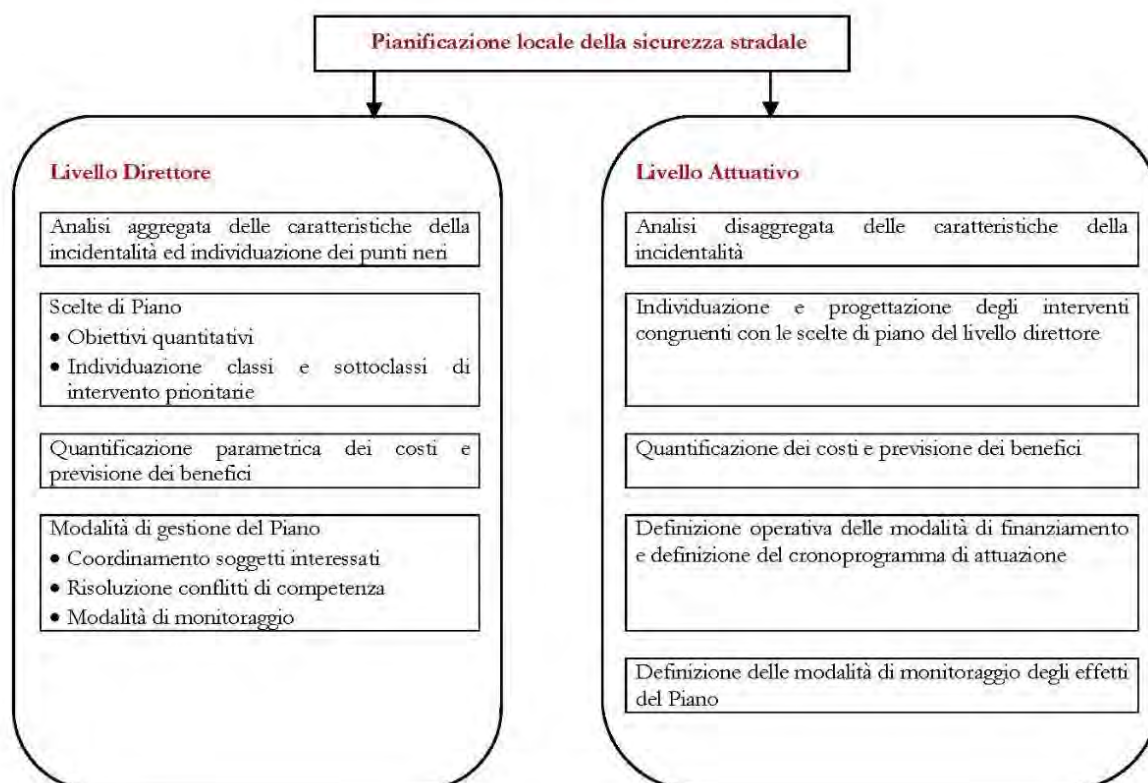 Pianificazione locale della sicurezza stradale
Livello Direttore
Analisi aggregata delle caratteristiche della
incidentalità ed individuazione dei punti neri
Scelte di Piano
• Obiettivi quantitativi
• Individuazione classi e sottoclassi di
intervento prioritarie
Quantificazione parametrica dei costi e
previsione dei benefici
Modalità di gestione del Piano
• Coordinamento soggetti interessati
• Risoluzione conflitti di competenza
• Modalità di monitoraggio
Livello Attuativo
Analisi disaggregata delle caratteristiche della
incidentalità
Individuazione e progettazione degli interventi
congruenti con le scelte di piano del livello direttore
Quantificazione dei costi e previsione dei benefici
Definizione operativa delle modalità di finanziamento
e definizione del cronoprogramma di attuazione
Definizione delle modalità di monitoraggio degli effetti
del Piano